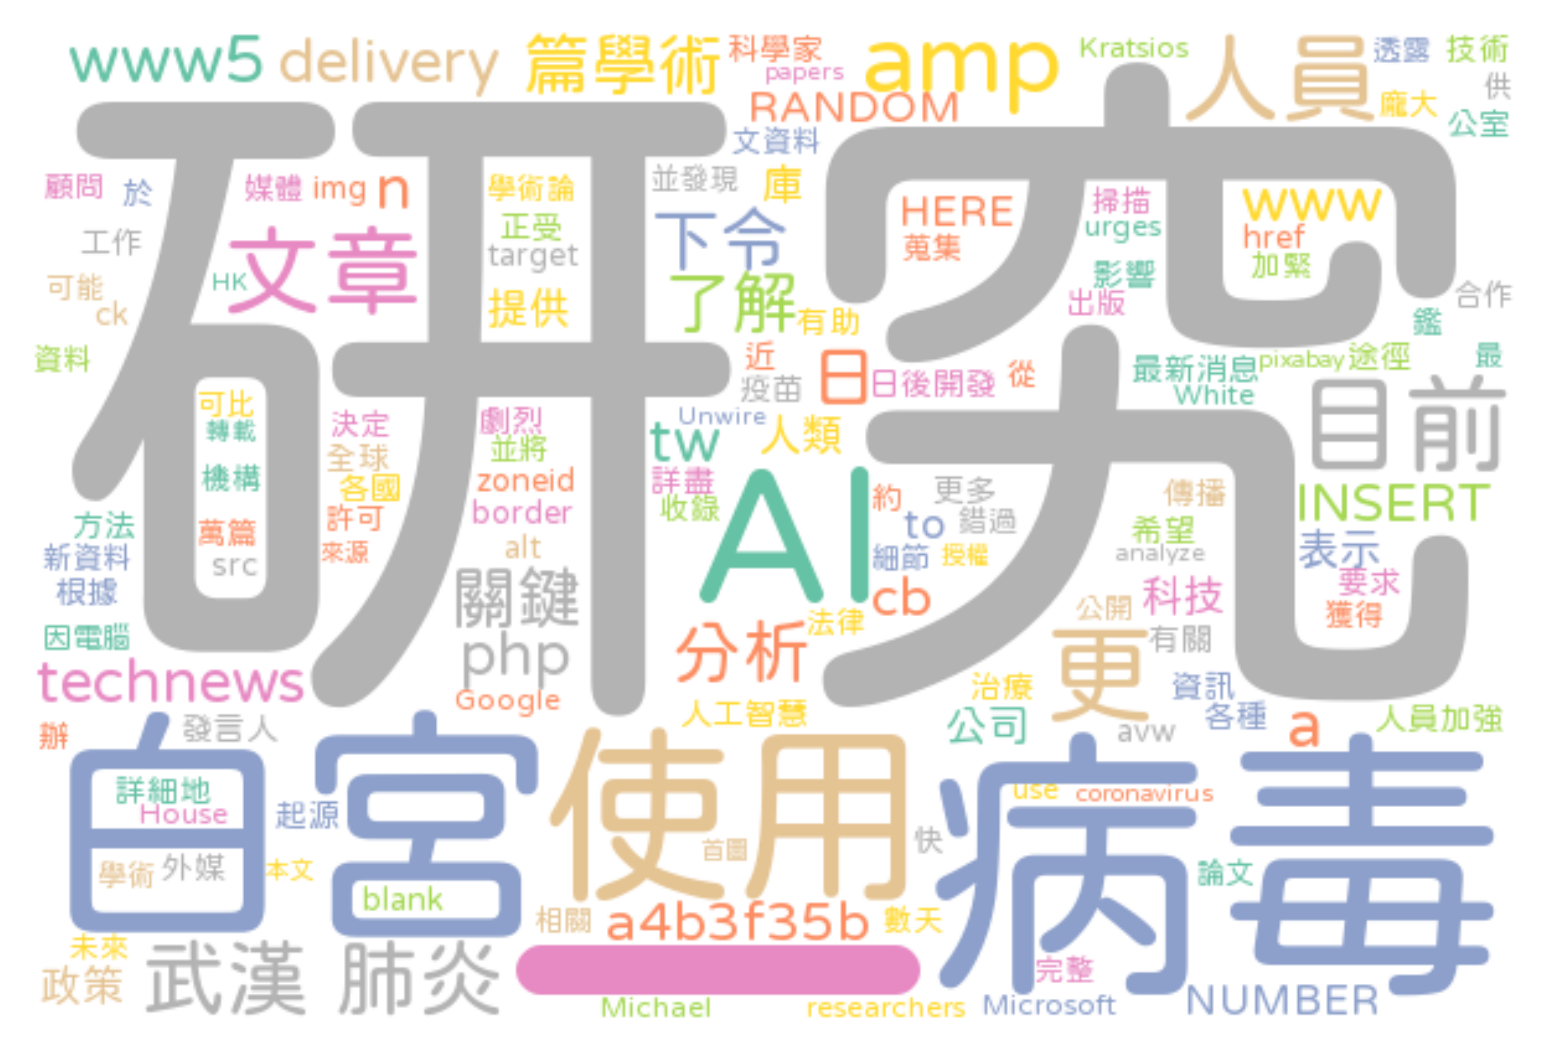 www5 delivery 篇學術 科學家 papers amp Kratsios 人員 透露 技術
供
RANDOM 龐大 公室
研究
文資料
顧問 於 媒體 img n 學術論 並發現 庫 HERE 掃描 www
工作 HK 文章 正受 target 下令 蒐集 urges href
可能 ck 提供 了解 有助 影響 加緊 合作
出版 鑑
資料 近 日 日後開發 從 最新消息 pixabay 途徑 最
疫苗 White 目前
可比 決定 劇烈 Unwire
轉載 全球 並將 tw 人類
機構 各國 zoneid 詳盡 AI 約 更多 傳播 INSERT
方法 萬篇 許可 border 收錄 to 錯過 希望 表示
新資料 src 來源 alt 細節 授權 analyze
根據 關鍵 cb 公開 科技 要求
因電腦 php 分析 法律 更 有關 獲得
technews Google 人工智慧 治療 資訊
辦 發言人 公司 avw 各種 a 人員加強
白宮 使用 病毒
詳細地 House 起源 use coronavirus
學術 外媒 本文 首圖 快 論文
blank 相關 a4b3f35b 數天
未來 完整
政策 武漢 肺炎 Michael researchers Microsoft NUMBER